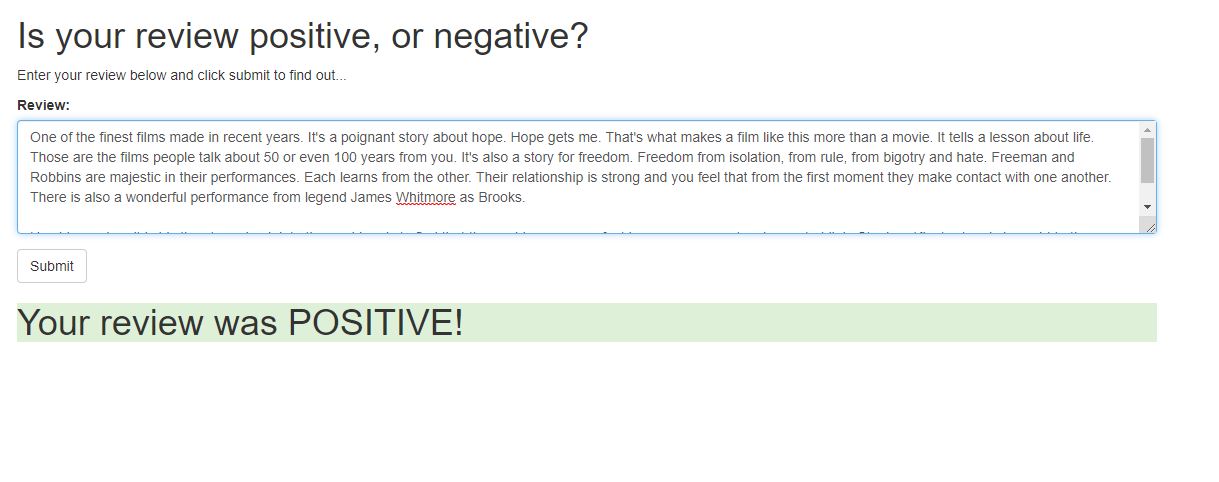 Is your review positive, or negative?
Enter your review below and click submit to find out...
Review:
One of the finest films made in recent years. It's a poignant story about hope. Hope gets me. That's what makes a film like this more than a movie. It tells a lesson about life.
Those are the films people talk about 50 or even 100 years from you. It's also a story for freedom. Freedom from isolation, from rule, from bigotry and hate. Freeman and
Robbins are majestic in their performances. Each learns from the other. Their relationship is strong and you feel that from the first moment they make contact with one another.
There is also a wonderful performance from legend James Whitmore as Brooks.
Submit
Your review was POSITIVE!